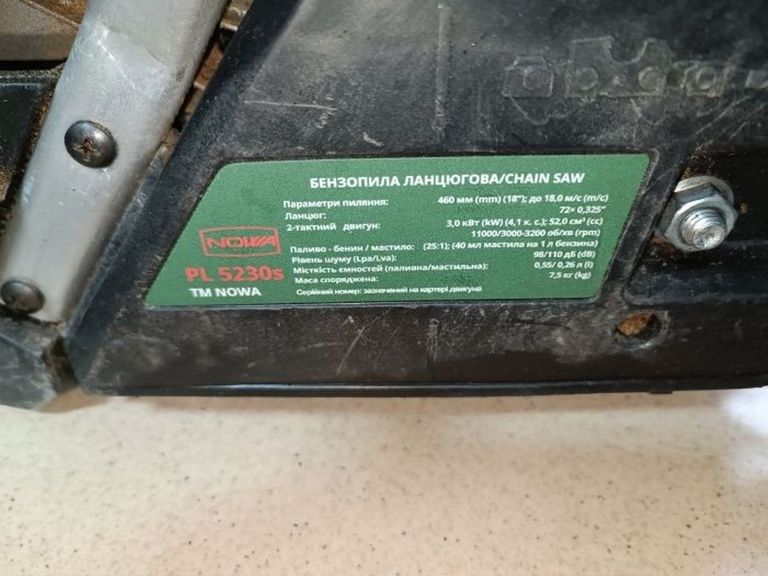 БЕНЗОПИЛА ЛАНЦЮГОВА/CHAIN SAW
Параметри пиляння: 460 мм (mm) (18"); до 18,0 м/с (m/c)
Ланцюг: 72× 0,325"
2-тактний двигун: 3,0 кВт (kW) (4,1 к. с.); 52,0 см³ (cc)
11000/3000-3200 об/хв (rpm)
Паливо - бенин / мастило: (25:1); (40 мл мастила на 1 л бензина)
Рівень шуму (Lpa/Lva): 98/110 дБ (dB)
Місткість ємностей (паливна/мастильна): 0,55/ 0,26 л (l)
Маса споряджена: 7,5 кг (kg)
Серійний номер: зазначений на картері двигуна
NOWA
PL 5230s
TM NOWA